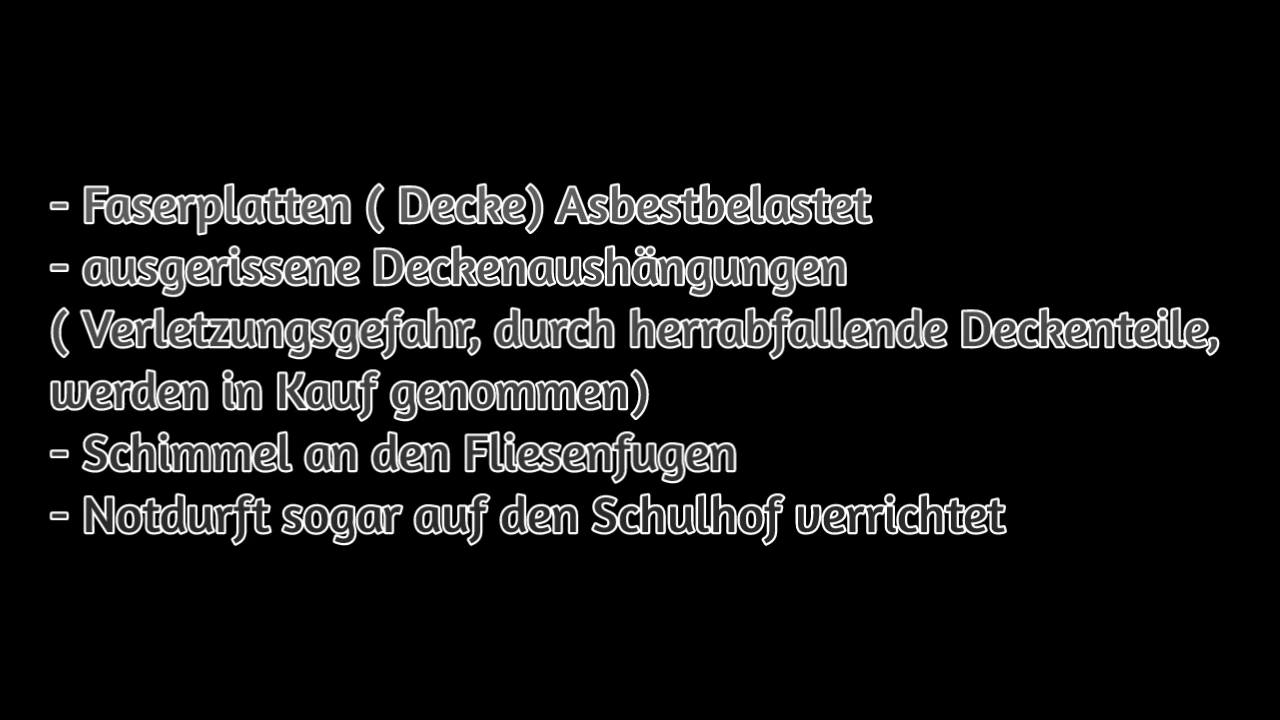 - Faserplatten ( Decke) Asbestbelastet
- ausgerissene Deckenaushängungen
( Verletzungsgefahr, durch herrabfallende Deckenteile,
werden in Kauf genommen)
- Schimmel an den Fliesenfugen
- Notdurft sogar auf den Schulhof verrichtet